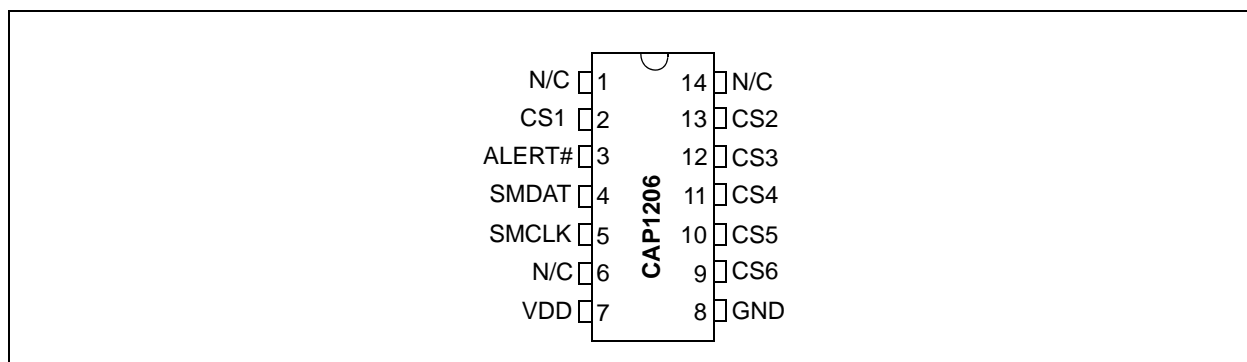 N/C 1 14 N/C
CS1 2 13 CS2
ALERT# 3 12 CS3
SMDAT 4 11 CS4
SMCLK 5 10 CS5
N/C 6 9 CS6
VDD 7 8 GND
CAP1206